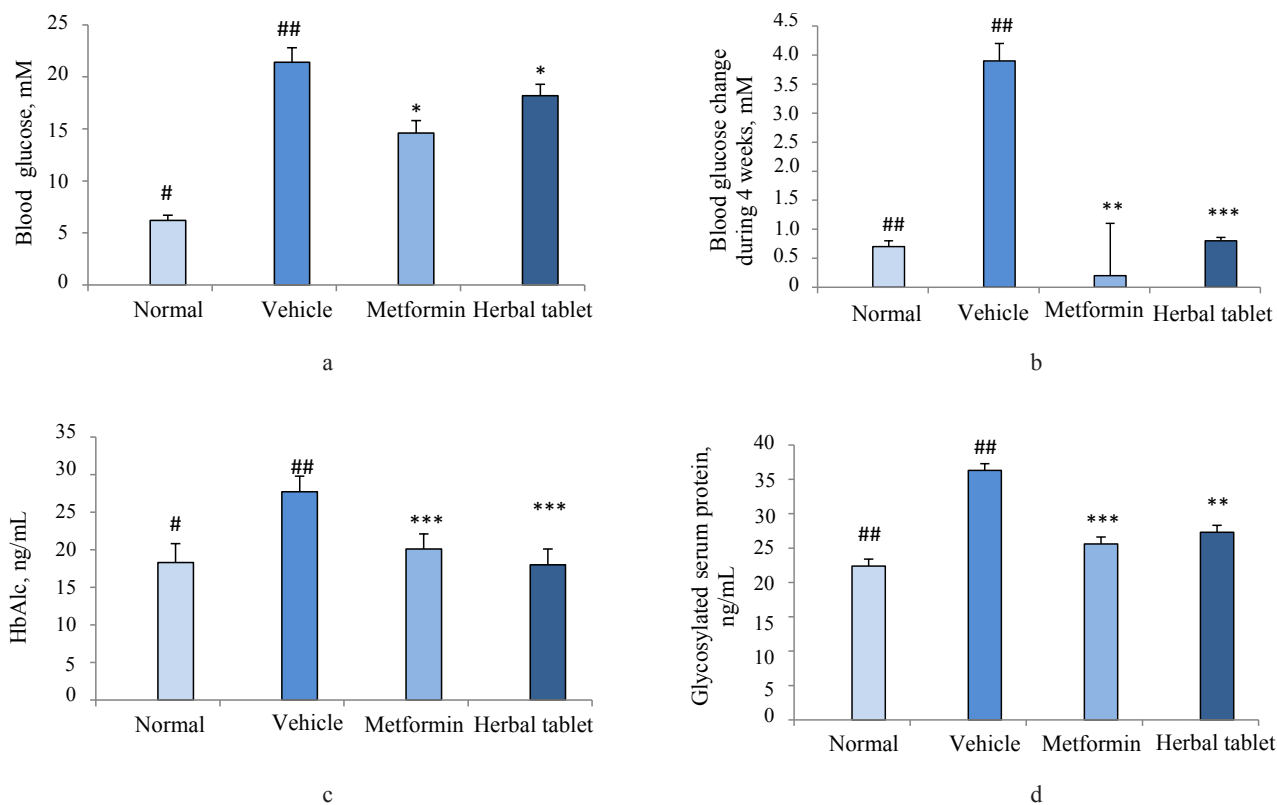 Blood glucose, mM
25
20
15
10
5
0
#
##
*
*
Normal
Vehicle
Metformin
Herbal tablet
a
Blood glucose change
during 4 weeks, mM
4.5
4.0
3.5
3.0
2.5
2.0
1.5
1.0
0.5
0
##
##
**
***
Normal
Vehicle
Metformin
Herbal tablet
b
HbAlc, ng/mL
35
30
25
20
15
10
5
0
#
##
***
***
Normal
Vehicle
Metformin
Herbal tablet
c
Glycosylated serum protein,
ng/mL
40
35
30
25
20
15
10
5
0
##
##
***
**
Normal
Vehicle
Metformin
Herbal tablet
d